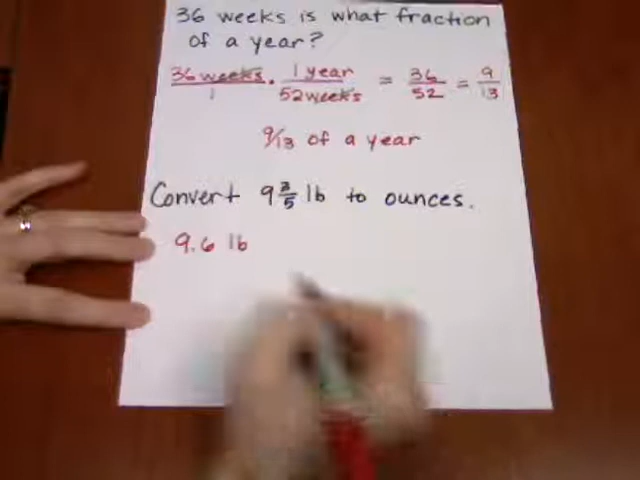 36 weeks is what fraction
of a year?
36 weeks/1 · 1 year/52 weeks = 36/52 = 9/13
9/13 of a year
Convert 9 3/5 lb to ounces.
9.6 lb